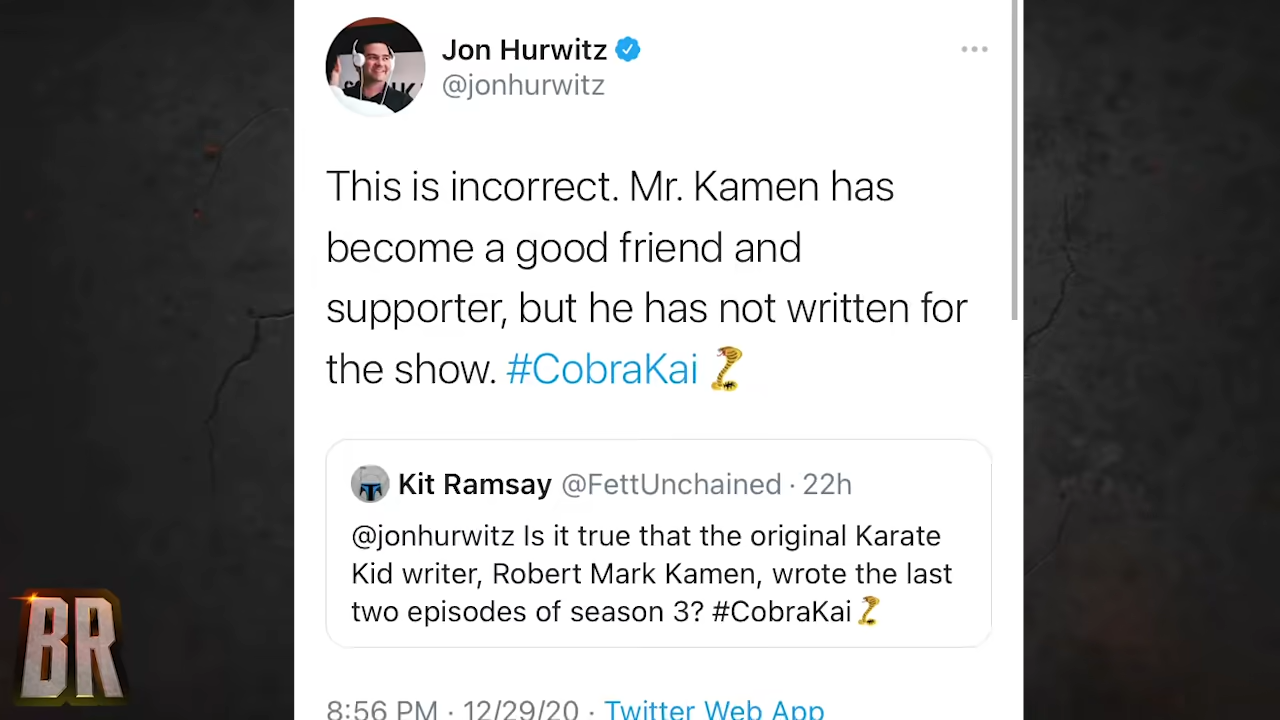 Jon Hurwitz
@jonhurwitz
This is incorrect. Mr. Kamen has
become a good friend and
supporter, but he has not written for
the show. #CobraKai
Kit Ramsay @FettUnchained · 22h
@jonhurwitz Is it true that the original Karate
Kid writer, Robert Mark Kamen, wrote the last
two episodes of season 3? #CobraKai
8:56 PM · 12/29/20 · Twitter Web App
BR